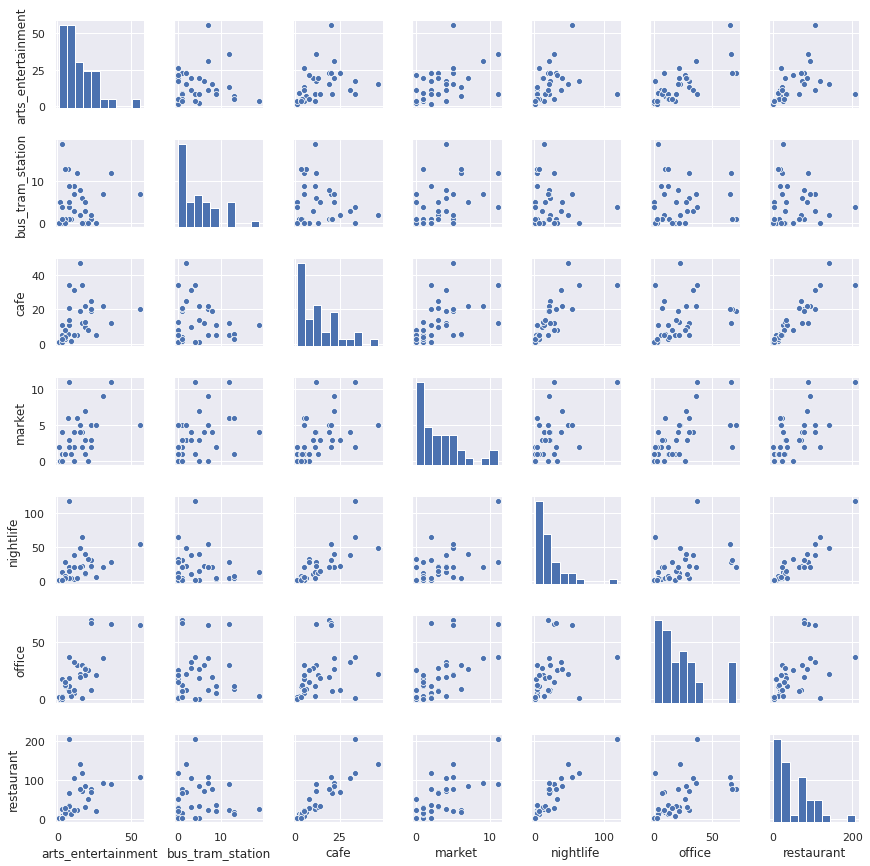 arts_entertainment
50
25
0
bus_tram_station
10
0
cafe
40
20
0
market
10
5
0
nightlife
100
50
0
office
50
0
restaurant
200
100
0
0 50 0 10 0 25 0 10 0 100 0 50 0 200
arts_entertainment bus_tram_station cafe market nightlife office restaurant